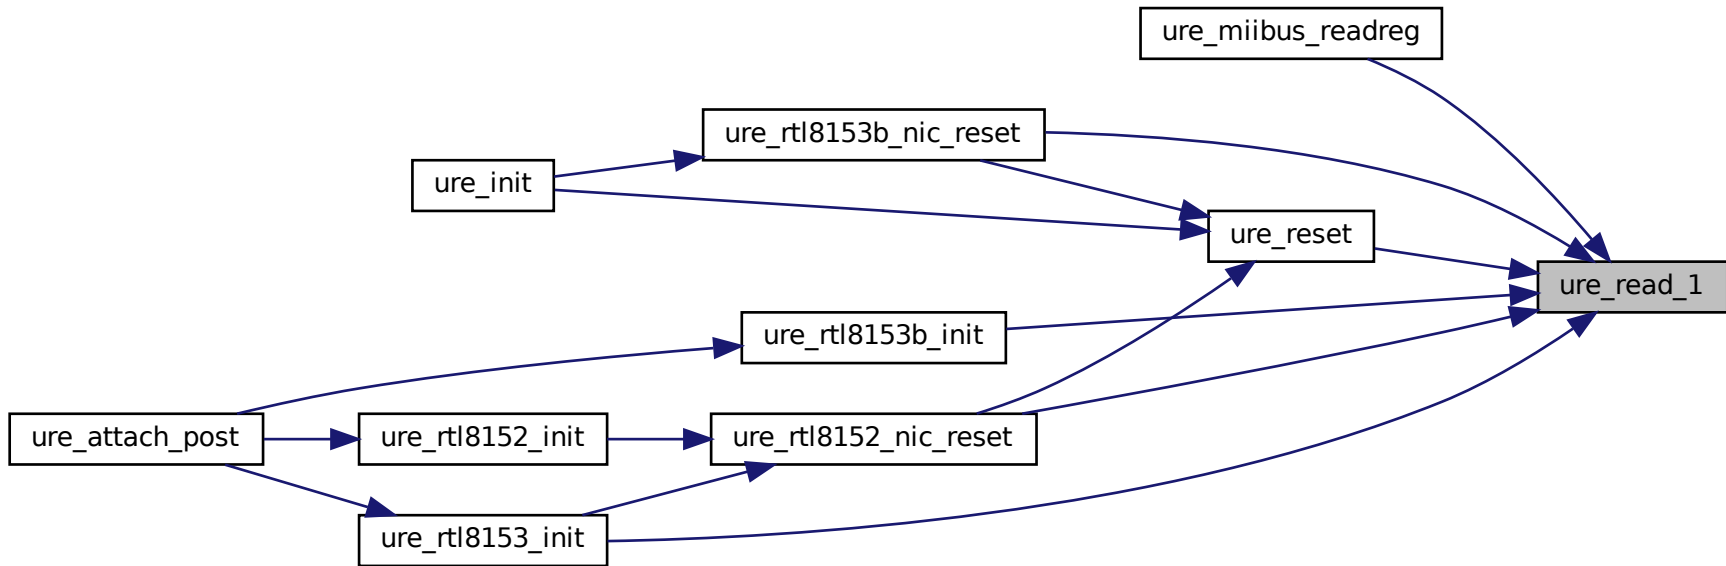 ure_miibus_readreg
ure_rtl8153b_nic_reset
ure_init
ure_reset
ure_read_1
ure_rtl8153b_init
ure_attach_post
ure_rtl8152_init
ure_rtl8152_nic_reset
ure_rtl8153_init